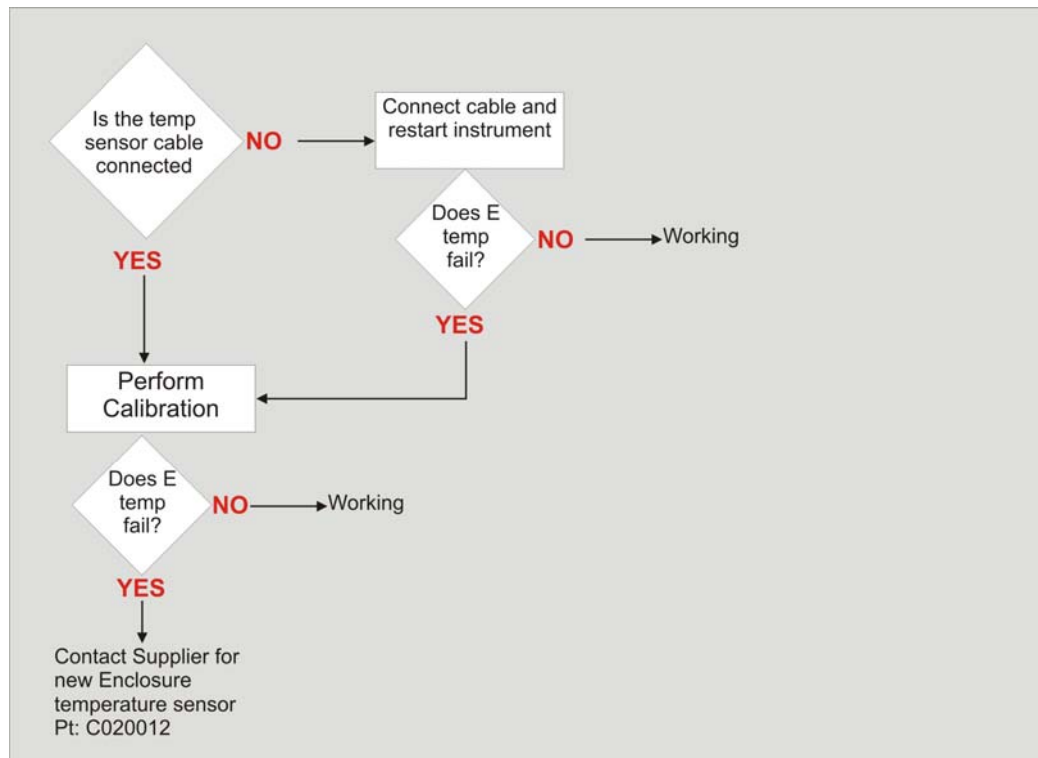 Is the temp
sensor cable
connected
NO
Connect cable and
restart instrument
Does E
temp
fail?
NO
Working
YES
YES
Perform
Calibration
Does E
temp
fail?
NO
Working
YES
Contact Supplier for
new Enclosure
temperature sensor
Pt: C020012